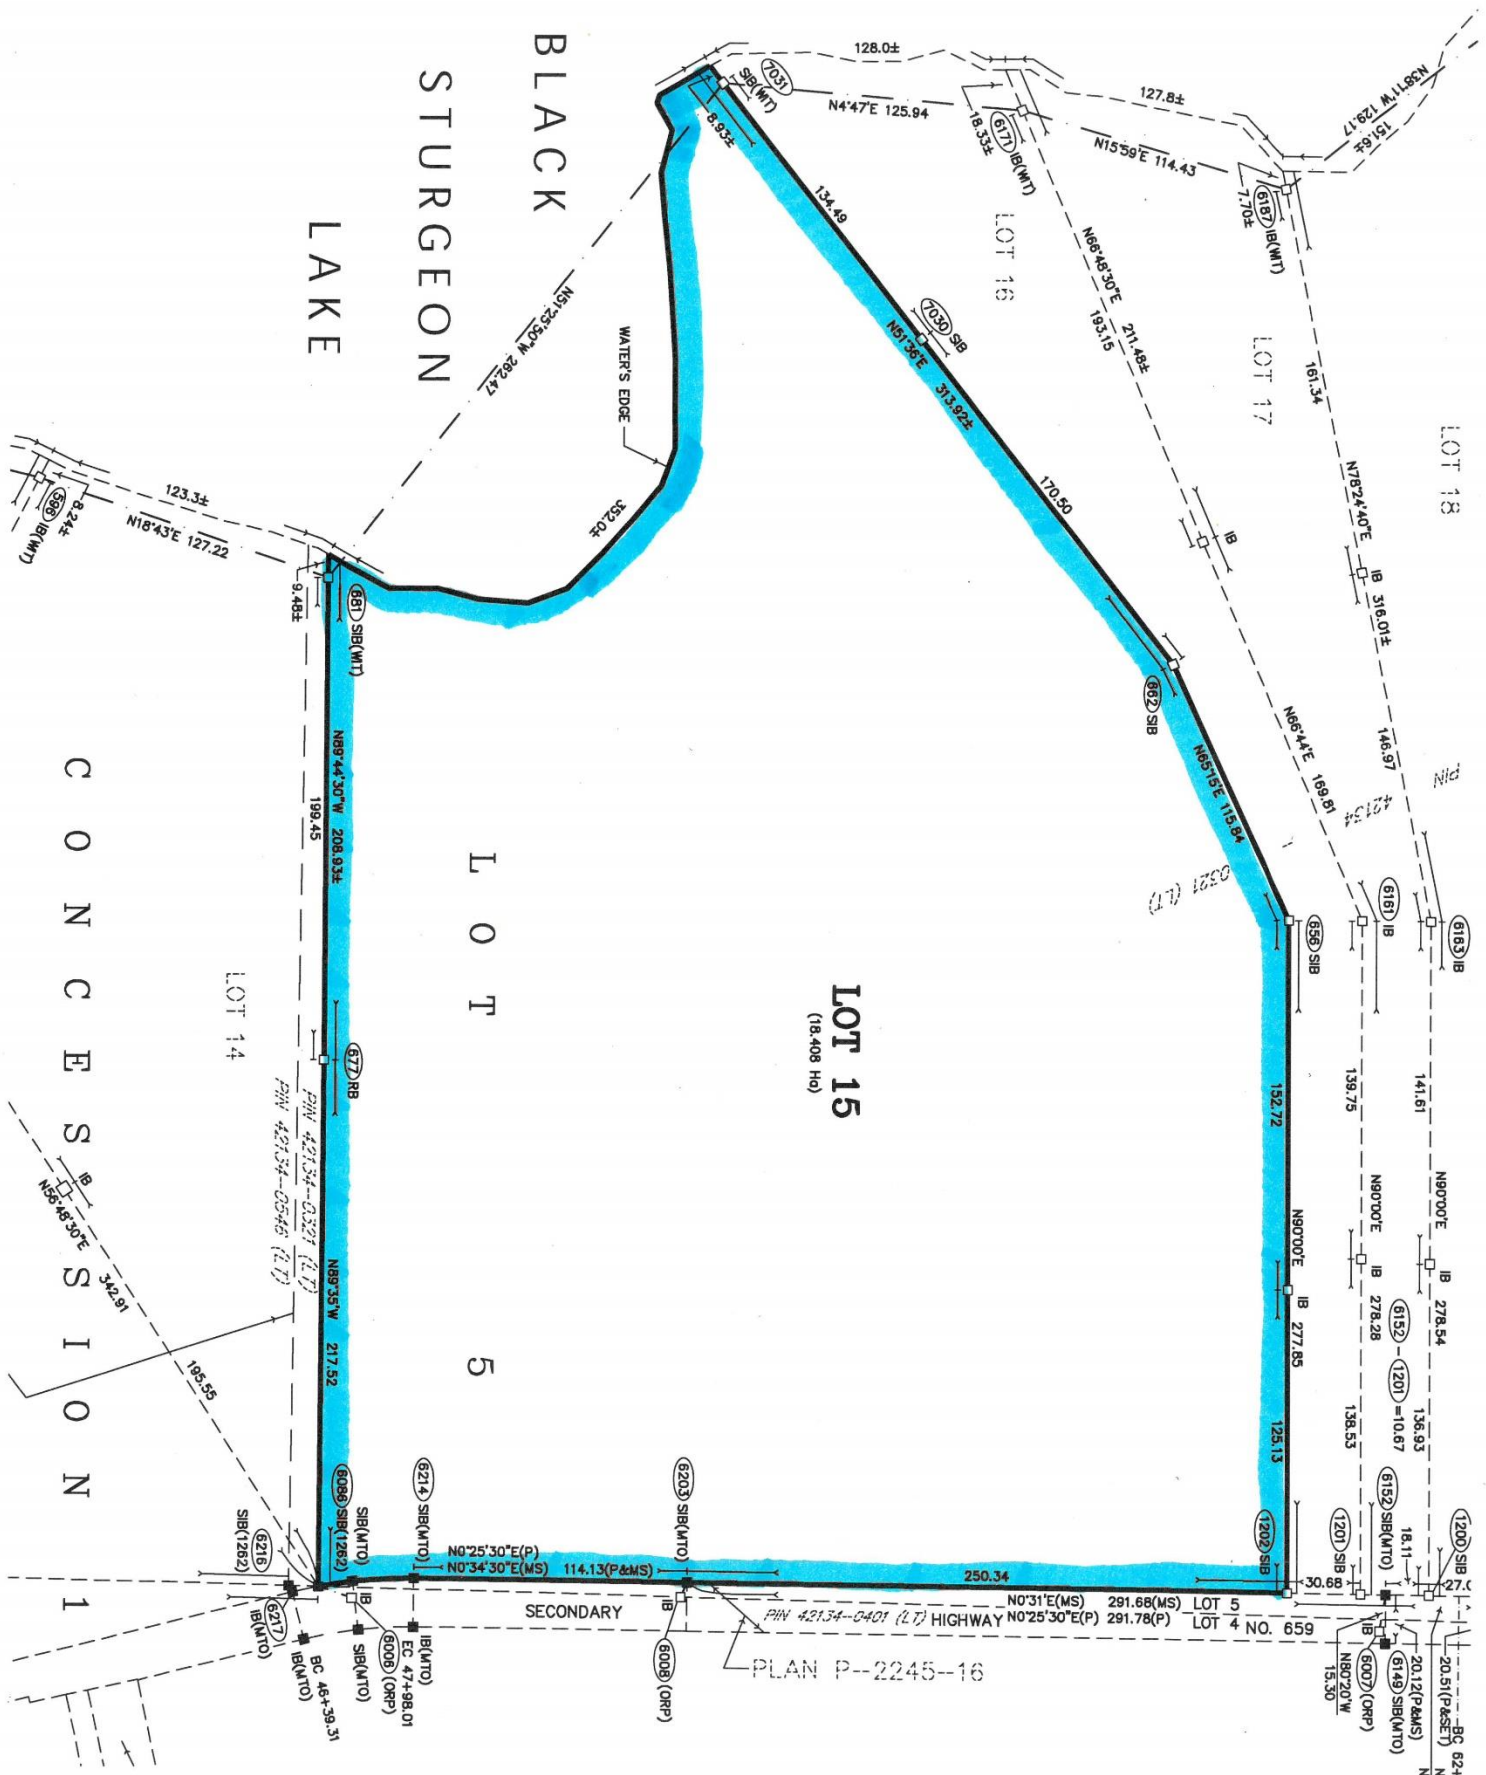 BLACK
STURGEON
LAKE
128.0±
127.8±
N38°11'W 129.17
151.6±
7031
SIB(WIT)
8.93±
N4°47'E 125.94
18.33±
6171 IB(WIT)
N15°59'E 114.43
7.70±
6187 IB(WIT)
LOT 16
LOT 17
LOT 18
134.49
7030 SIB
N51°36'E 313.92±
170.50
N66°48'30"E 211.48±
193.15
IB
161.34
N78°24'40"E
IB
316.01±
146.97
N51°25'50"W 262.47
WATER'S EDGE
352.0±
123.3±
N18°43'E 127.22
8.24±
596 IB(WIT)
9.48±
681 SIB(WIT)
662 SIB
N65°15'E 115.84
N66°44'E 169.81
PIN
42134
0321 (LT)
656 SIB
6161 IB
6163 IB
N89°44'30"W 208.93±
199.45
677 RB
LOT 14
PIN 42134--0321 (LT)
PIN 42134--0546 (LT)
N89°35'W 217.52
LOT 5
LOT 15
(18.408 Ha)
CONCESSION 1
IB
N56°48'30"E
342.91
195.55
152.72
N90°00'E
IB
277.85
125.13
139.75
N90°00'E
IB
278.28
138.53
141.61
N90°00'E
IB
278.54
136.93
6152 - 1201 =10.67
6152 SIB(MTO)
18.11
1200 SIB
1201 SIB
1202 SIB
30.68
6216
SIB(1262)
6086 SIB(1262)
SIB(MTO)
6214 SIB(MTO)
6203 SIB(MTO)
N0°25'30"E(P)
N0°34'30"E(MS) 114.13(P&MS)
250.34
N0°31'E(MS) 291.68(MS) LOT 5
N0°25'30"E(P) 291.78(P) LOT 4
SECONDARY
PIN 42134--0401 (LT)
HIGHWAY
NO. 659
PLAN P--2245--16
6217
IB(MTO)
IB(MTO)
BC 46+39.31
IB
SIB(MTO)
6006 (ORP)
EC 47+98.01
IB(MTO)
IB
6008 (ORP)
IB
6007 (ORP)
N80°20'W
15.30
6149 SIB(MTO)
20.12(P&MS)
20.51(P&SET)